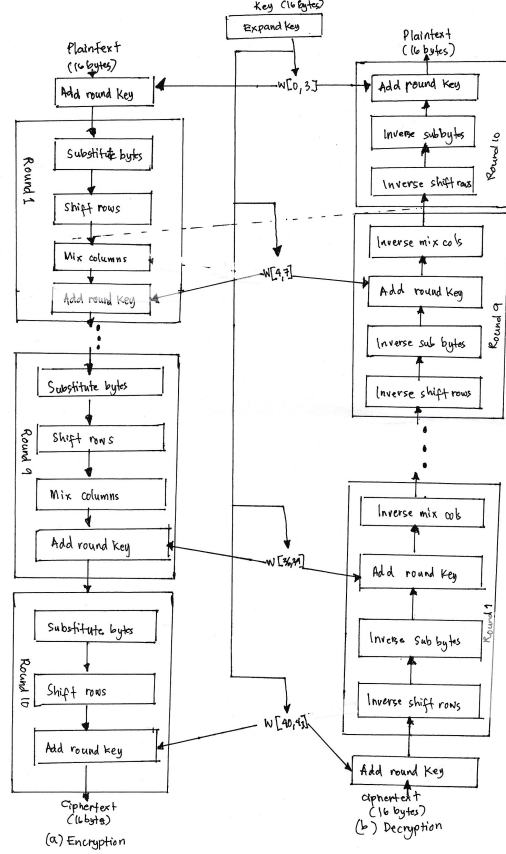 Key (16 bytes)
Expand key
Plaintext
(16 bytes)
Add round key
Round 1
Substitute bytes
Shift rows
Mix columns
Add round key
Round 9
Substitute bytes
Shift rows
Mix columns
Add round key
Round 10
Substitute bytes
Shift rows
Add round key
Ciphertext
(16 bytes)
(a) Encryption
W[0,3]
W[4,7]
W[36,39]
W[40,43]
Plaintext
(16 bytes)
Add round key
Inverse subbytes
Inverse shift rows
Round 10
Inverse mix cols
Add round key
Inverse sub bytes
Inverse shift rows
Round 9
Inverse mix cols
Add round key
Inverse Sub bytes
Inverse shift rows
Round 1
Add round key
ciphertext
(16 bytes)
(b) Decryption